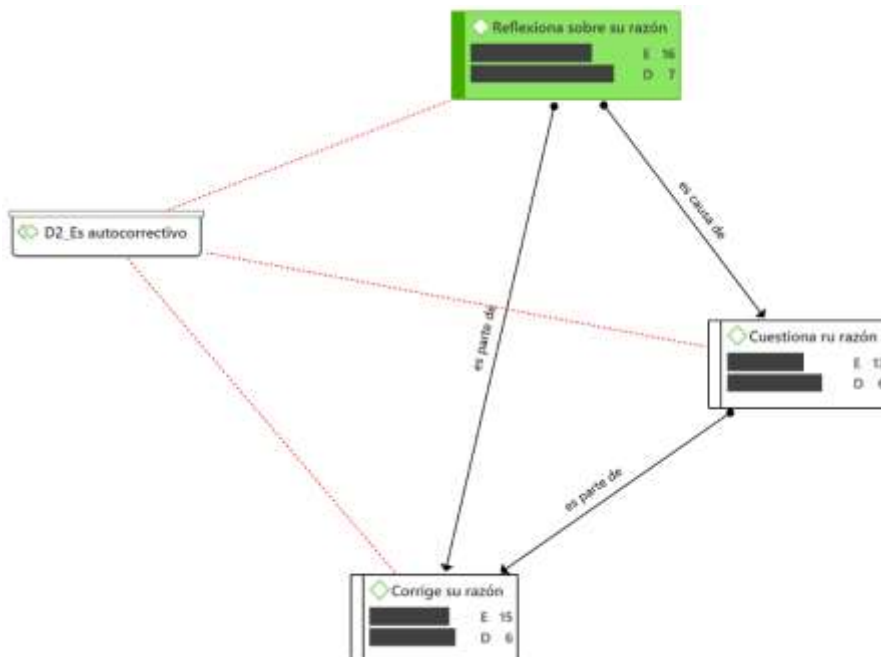 Reflexiona sobre su razón
E 16
D 7
es causa de
D2_Es autocorrectivo
es parte de
Cuestiona ru razón
E
D
es parte de
Corrige su razón
E 15
D 6